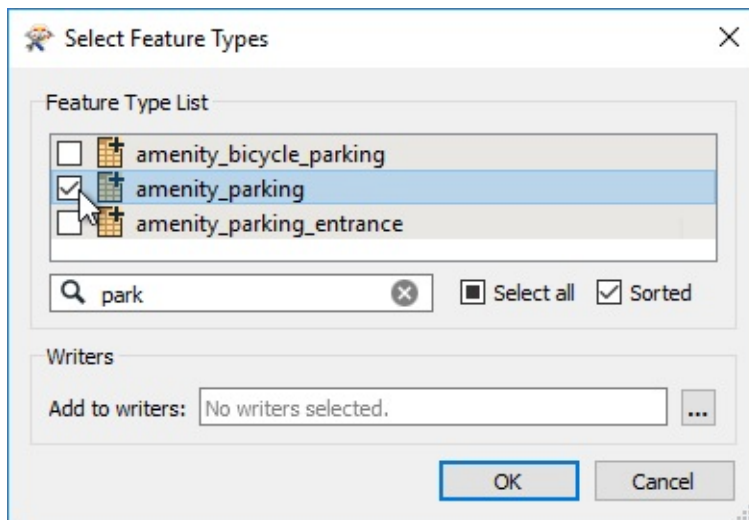 Select Feature Types
Feature Type List
amenity_bicycle_parking
amenity_parking
amenity_parking_entrance
park
Select all
Sorted
Writers
Add to writers: No writers selected. ...
OK Cancel